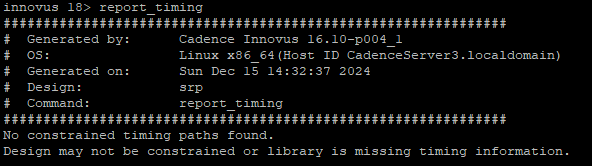 innovus 18> report_timing
###############################################################
#  Generated by:      Cadence Innovus 16.10-p004_1
#  OS:                Linux x86_64(Host ID CadenceServer3.localdomain)
#  Generated on:      Sun Dec 15 14:32:37 2024
#  Design:            srp
#  Command:           report_timing
###############################################################
No constrained timing paths found.
Design may not be constrained or library is missing timing information.